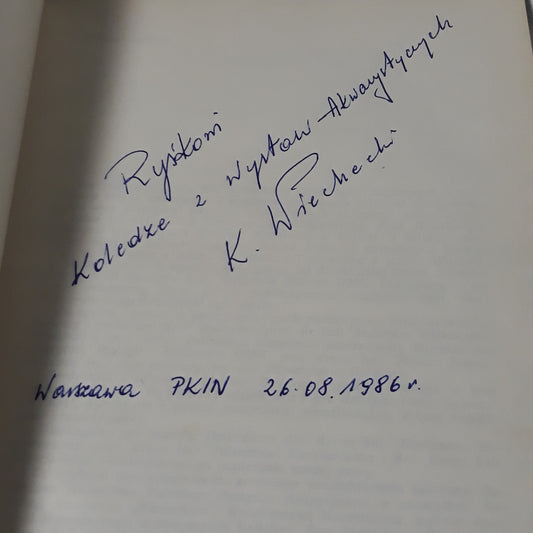 Ryśkowi
Koledze z Wystaw Akwarystycznych
K. Wiechecki
Warszawa PKIN 26.08.1986 r.